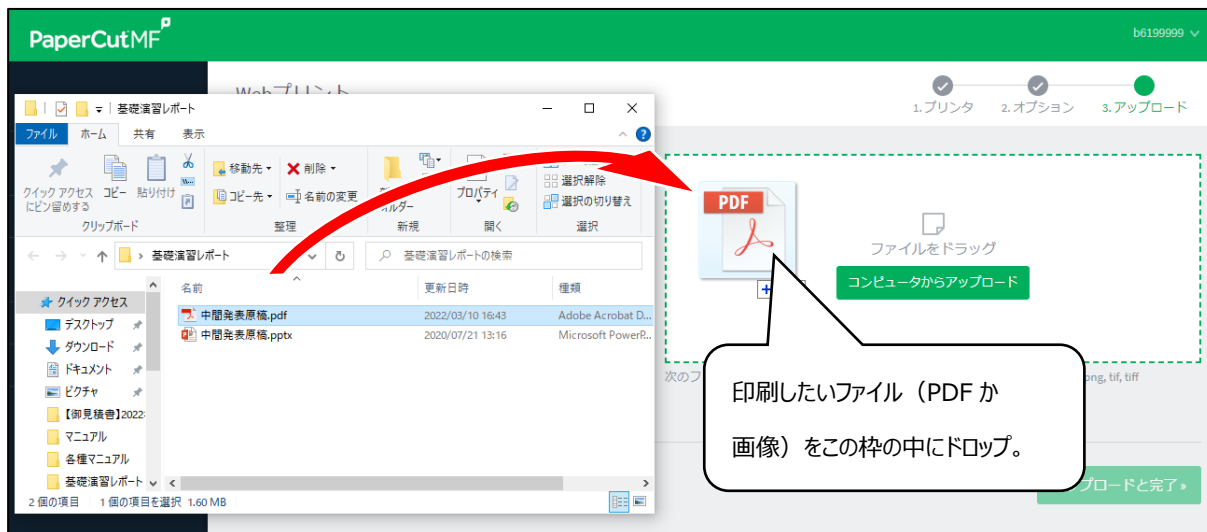 PaperCutMF
b6199999
Webプリント
1.プリンタ 2.オプション 3.アップロード
基礎演習レポート
ファイル ホーム 共有 表示
クイック アクセス
にピン留めする
コピー
貼り付け
クリップボード
移動先
コピー先
削除
名前の変更
整理
新規
プロパティ
開く
選択解除
選択の切り替え
選択
基礎演習レポート
基礎演習レポートの検索
クイック アクセス
デスクトップ
ダウンロード
ドキュメント
ピクチャ
【御見積書】2022
マニュアル
各種マニュアル
基礎演習レポート
名前 更新日時 種類
中間発表原稿.pdf 2022/03/10 16:43 Adobe Acrobat D...
中間発表原稿.pptx 2020/07/21 13:16 Microsoft PowerP...
2 個の項目 1 個の項目を選択 1.60 MB
PDF
ファイルをドラッグ
コンピュータからアップロード
次のフ
png, tif, tiff
印刷したいファイル（PDF か
画像）をこの枠の中にドロップ。
プロードと完了»